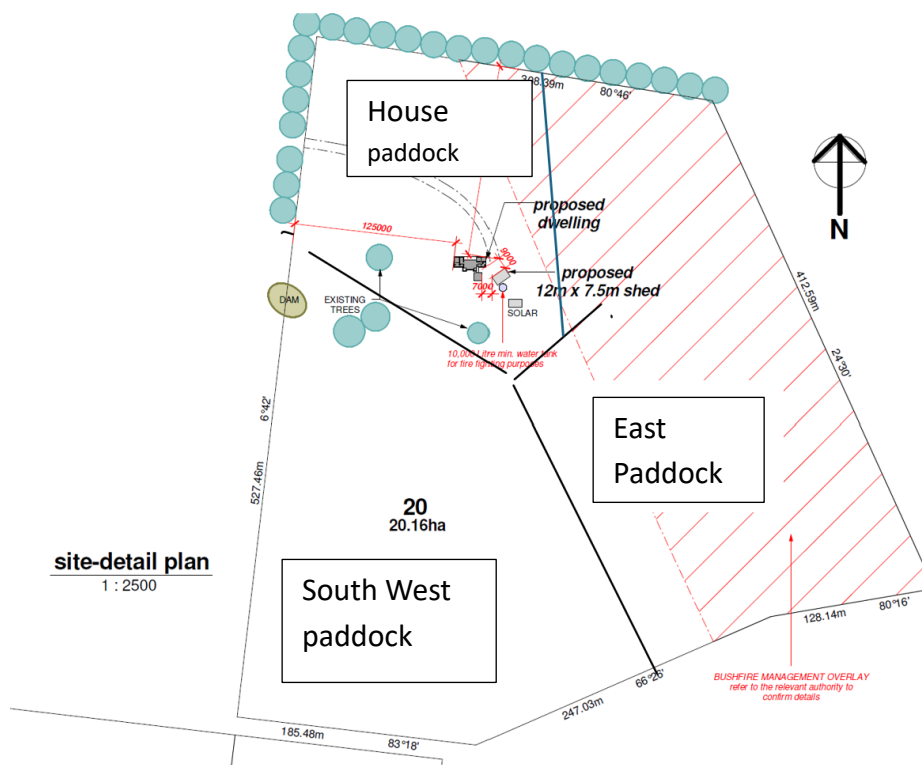 308.39m
80°46'
House
paddock
N
proposed
dwelling
125000
9000
proposed
12m x 7.5m shed
7000
DAM
EXISTING
TREES
SOLAR
10,000 Litre min. water tank
for fire fighting purposes
412.59m
24°30'
6°42'
527.46m
East
Paddock
20
20.16ha
site-detail plan
1 : 2500
South West
paddock
128.14m
80°16'
66°26'
247.03m
BUSHFIRE MANAGEMENT OVERLAY
refer to the relevant authority to
confirm details
185.48m
83°18'